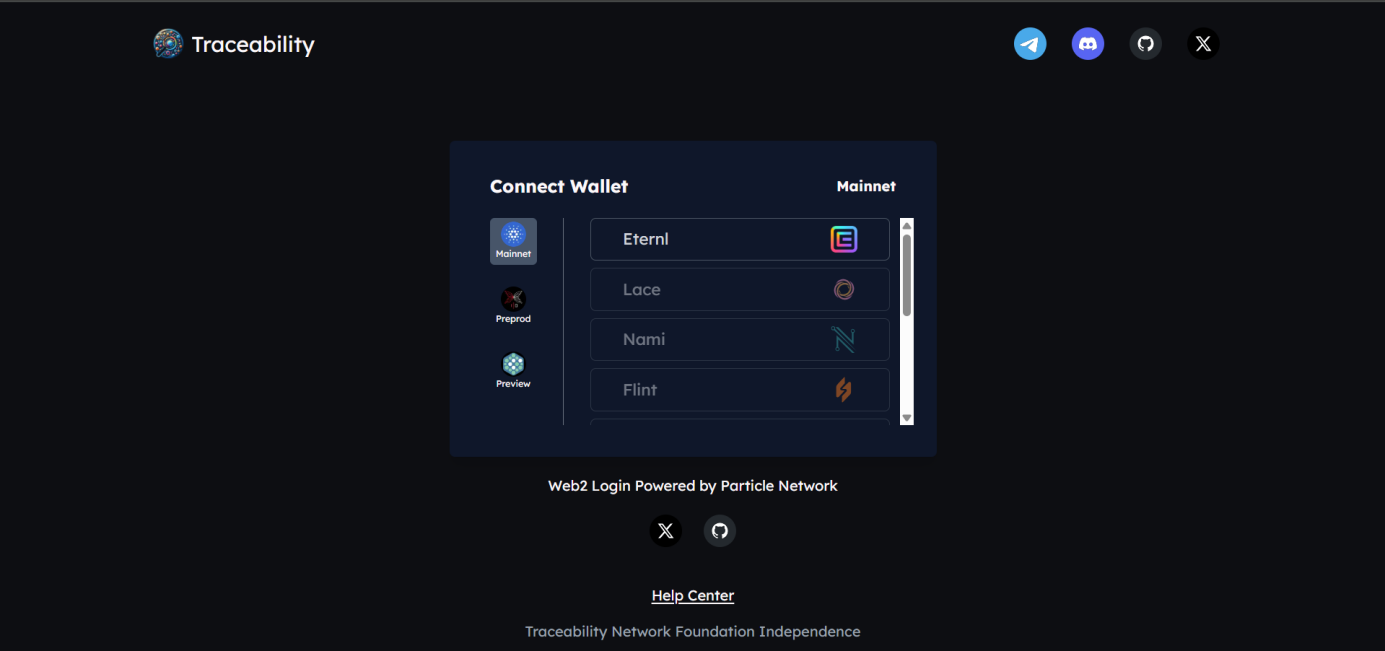 Traceability
Connect Wallet
Mainnet
Mainnet
Preprod
Preview
Eternl
Lace
Nami
Flint
Web2 Login Powered by Particle Network
Help Center
Traceability Network Foundation Independence